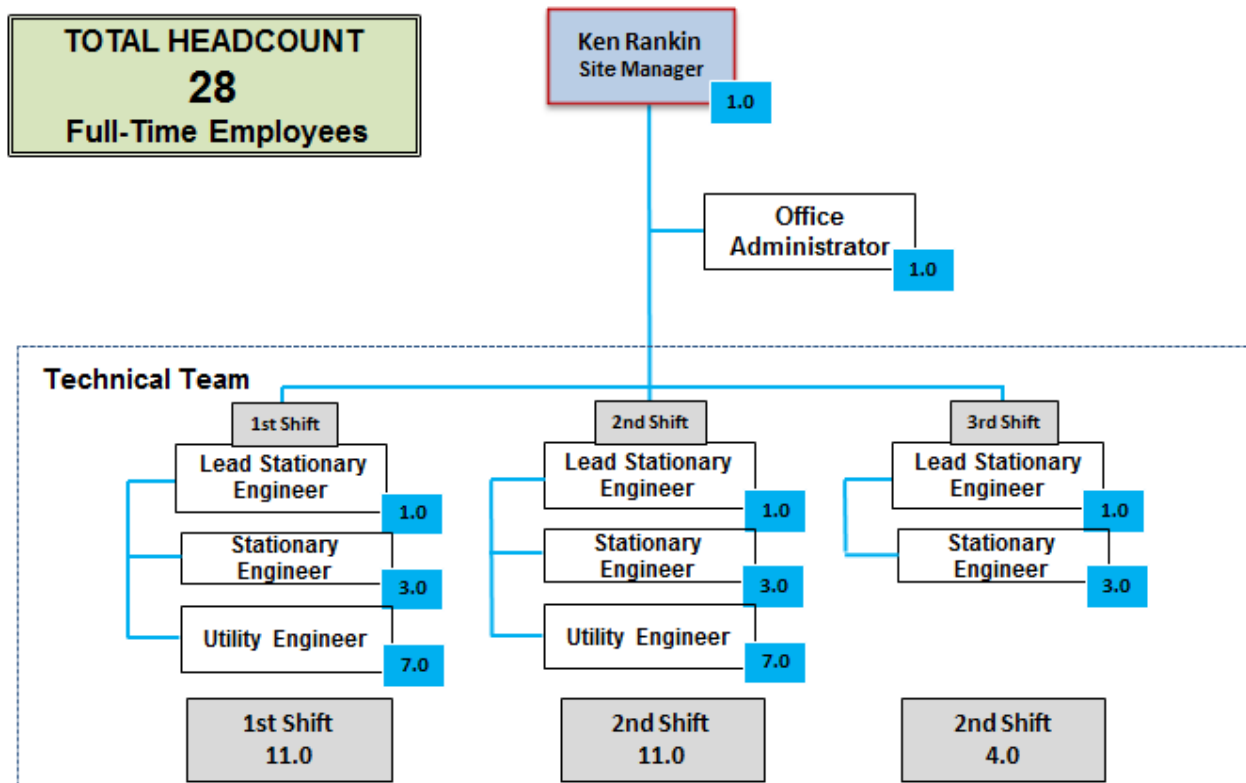 TOTAL HEADCOUNT
28
Full-Time Employees
Ken Rankin
Site Manager
1.0
Office
Administrator
1.0
Technical Team
1st Shift
Lead Stationary
Engineer
1.0
Stationary
Engineer
3.0
Utility Engineer
7.0
1st Shift
11.0
2nd Shift
Lead Stationary
Engineer
1.0
Stationary
Engineer
3.0
Utility Engineer
7.0
2nd Shift
11.0
3rd Shift
Lead Stationary
Engineer
1.0
Stationary
Engineer
3.0
2nd Shift
4.0